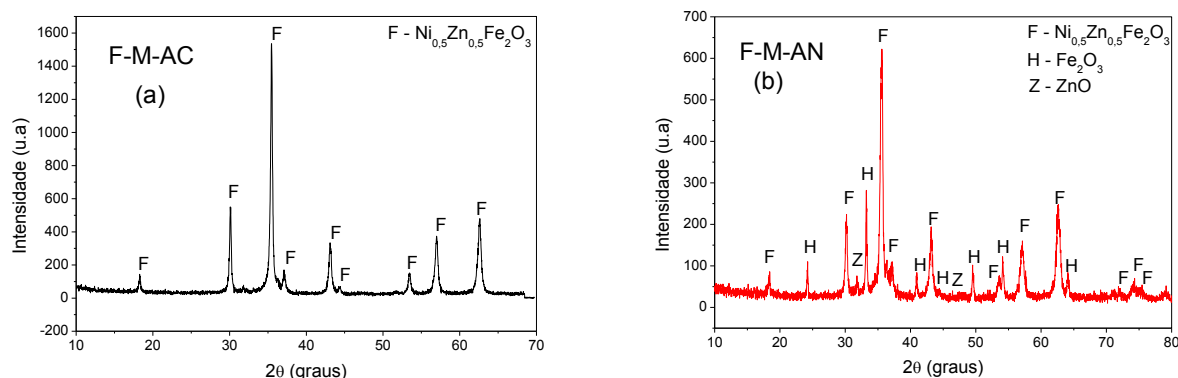 F-M-AC
(a)
F - Ni0,5Zn0,5Fe2O3
Intensidade (u.a)
1600
1400
1200
1000
800
600
400
200
0
-200
F
F
F
F
F
F
F
F
F
10
20
30
40
50
60
70
2θ (graus)
F-M-AN
(b)
F - Ni0,5Zn0,5Fe2O3
H - Fe2O3
Z - ZnO
Intensidade (u.a)
700
600
500
400
300
200
100
0
F
H
F
Z
H
F
F
H
F
H
Z
H
F
H
F
F
H
F
F
F
10
20
30
40
50
60
70
80
2θ (graus)